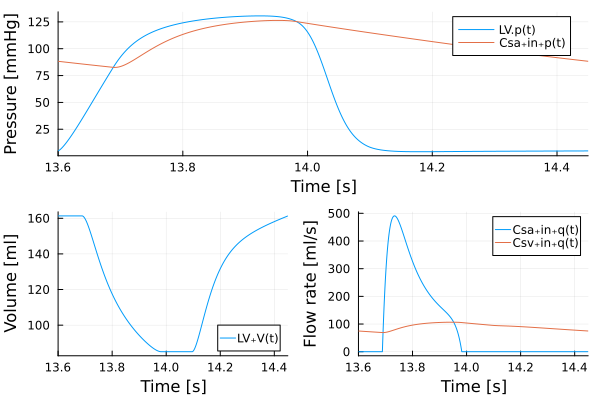 Pressure [mmHg]
125
100
75
50
25
LV.p(t)
Csa₊in₊p(t)
13.6
13.8
14.0
14.2
14.4
Time [s]
Volume [ml]
160
140
120
100
LV₊V(t)
13.6
13.8
14.0
14.2
14.4
Time [s]
Flow rate [ml/s]
500
400
300
200
100
0
Csa₊in₊q(t)
Csv₊in₊q(t)
13.6
13.8
14.0
14.2
14.4
Time [s]